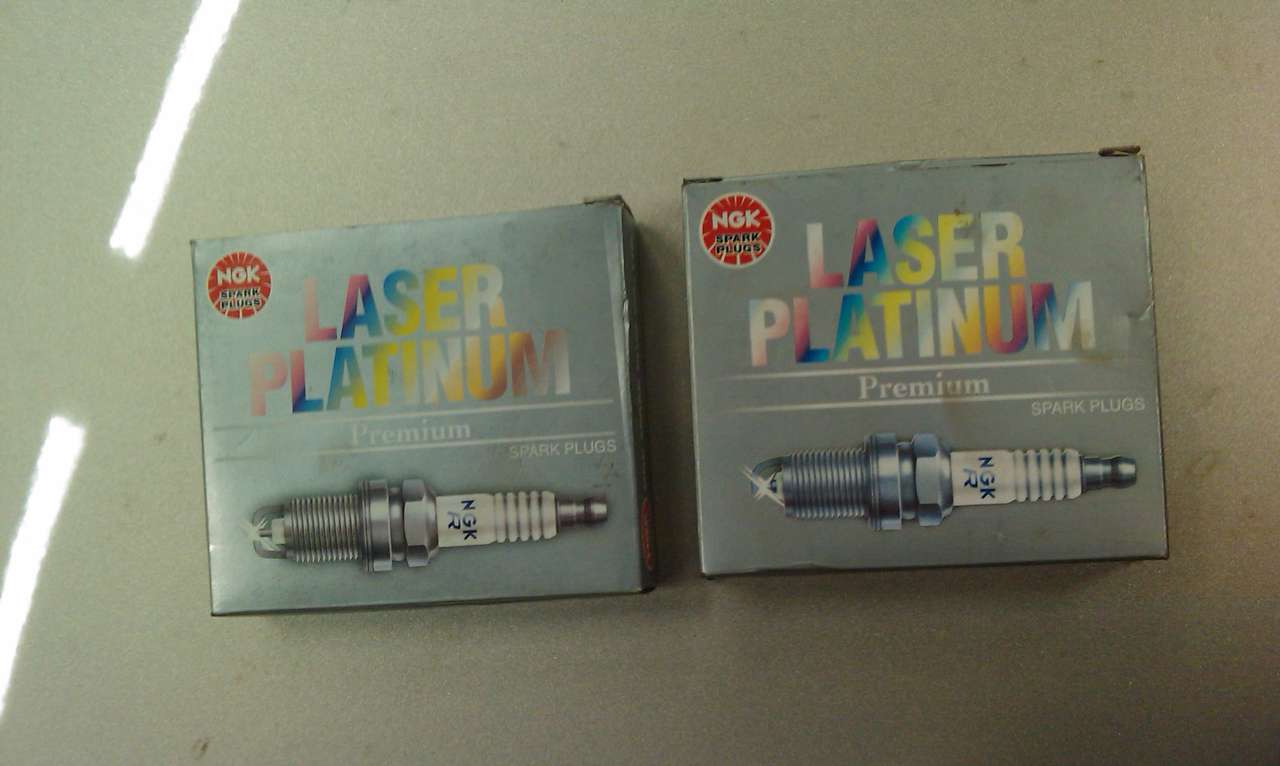 NGK
SPARK
PLUGS
LASER
PLATINUM
Premium
SPARK PLUGS
NGK
R
NGK
SPARK
PLUGS
LASER
PLATINUM
Premium
SPARK PLUGS
NGK
R